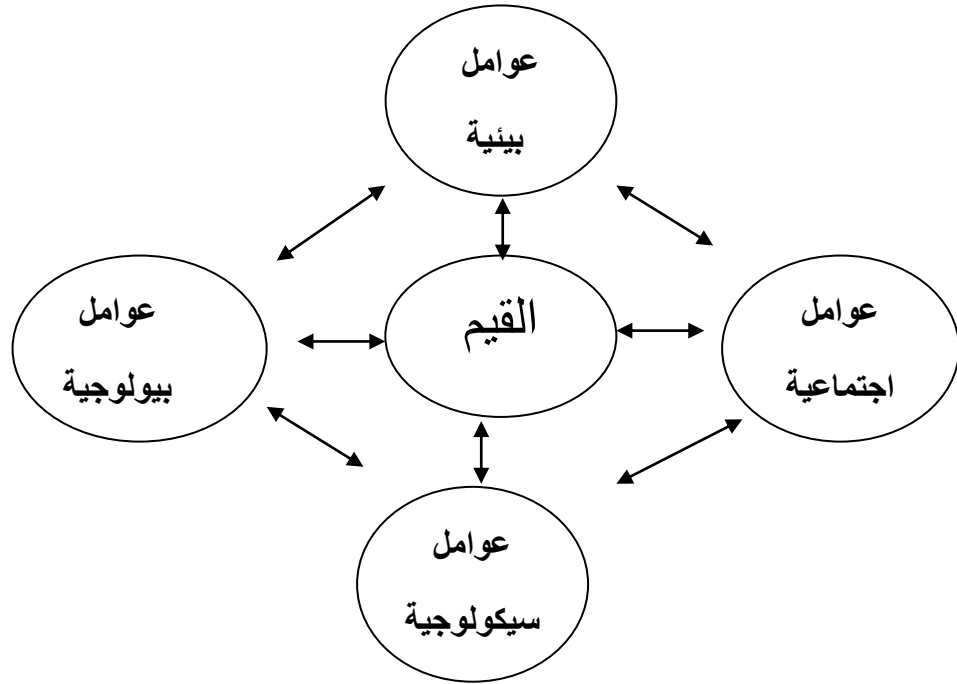 عوامل
بيئية
عوامل
اجتماعية
القيم
عوامل
بيولوجية
عوامل
سيكولوجية